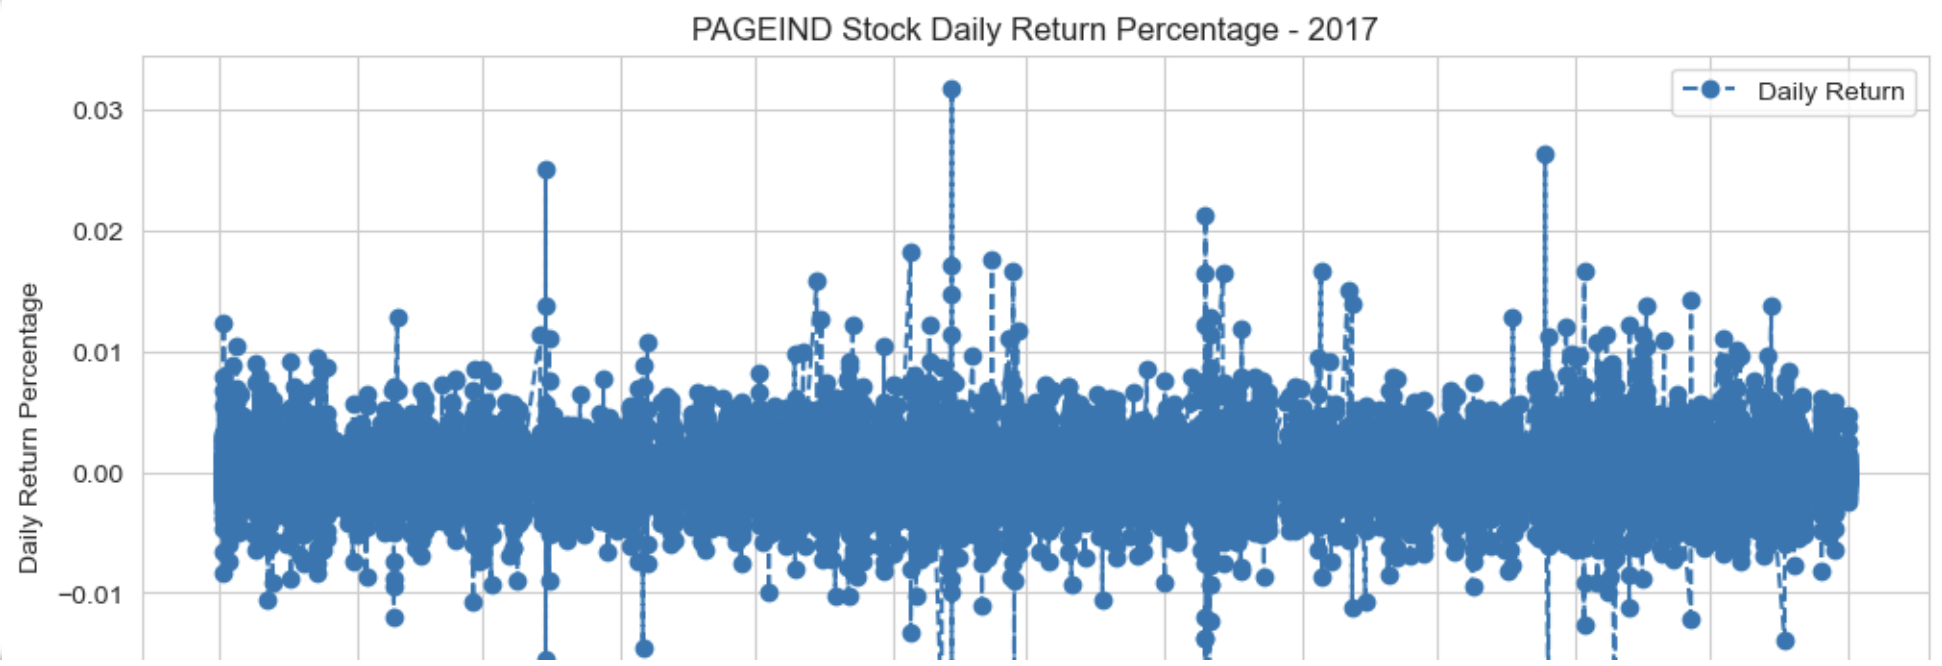 PAGEIND Stock Daily Return Percentage - 2017
Daily Return
0.03
0.02
0.01
0.00
−0.01
Daily Return Percentage